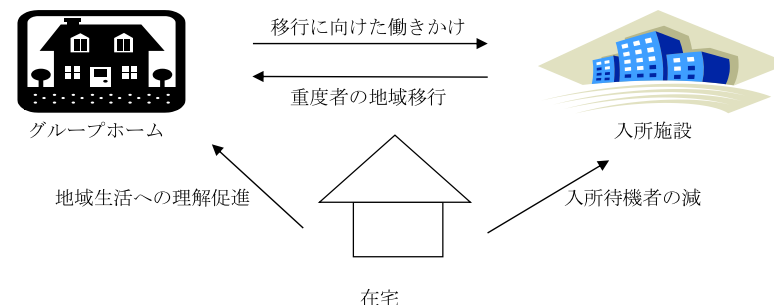 移行に向けた働きかけ
重度者の地域移行
グループホーム
入所施設
地域生活への理解促進
入所待機者の減
在宅